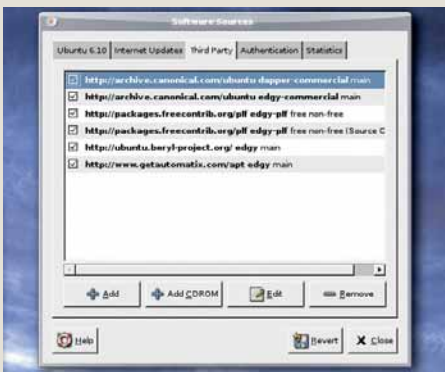 Software Sources
Ubuntu 6.10 Internet Updates Third Party Authentication Statistics
http://archive.canonical.com/ubuntu dapper-commercial main
http://archive.canonical.com/ubuntu edgy-commercial main
http://packages.freecontrib.org/plf edgy-plf free non-free
http://packages.freecontrib.org/plf edgy-plf free non-free (Source C
http://ubuntu.beryl-project.org/ edgy main
http://www.getautomatix.com/apt edgy main
Add Add CDROM Edit Remove
Help Revert X Close